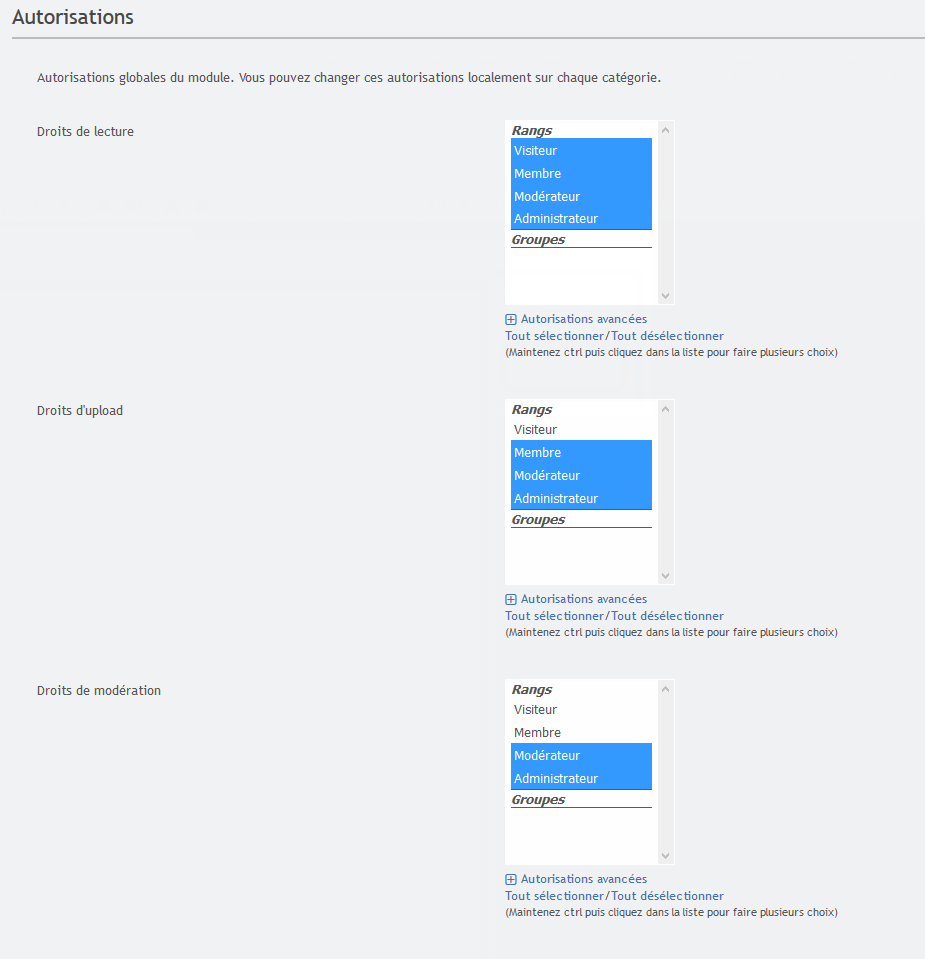 Autorisations
Autorisations globales du module. Vous pouvez changer ces autorisations localement sur chaque catégorie.
Droits de lecture
Rangs
Visiteur
Membre
Modérateur
Administrateur
Groupes
Autorisations avancées
Tout sélectionner/Tout désélectionner
(Maintenez ctrl puis cliquez dans la liste pour faire plusieurs choix)
Droits d'upload
Rangs
Visiteur
Membre
Modérateur
Administrateur
Groupes
Autorisations avancées
Tout sélectionner/Tout désélectionner
(Maintenez ctrl puis cliquez dans la liste pour faire plusieurs choix)
Droits de modération
Rangs
Visiteur
Membre
Modérateur
Administrateur
Groupes
Autorisations avancées
Tout sélectionner/Tout désélectionner
(Maintenez ctrl puis cliquez dans la liste pour faire plusieurs choix)